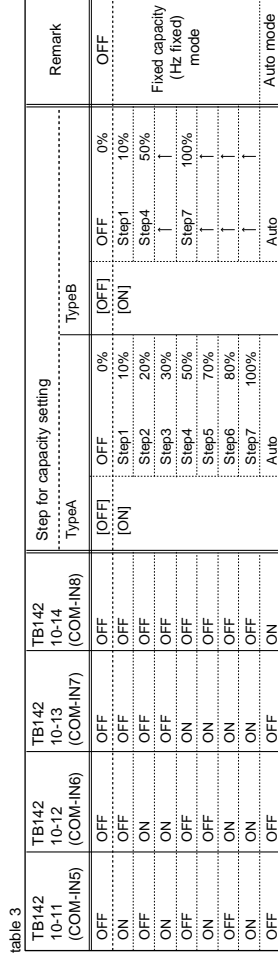 table 3
TB142 10-11 (COM-IN5) TB142 10-12 (COM-IN6) TB142 10-13 (COM-IN7) TB142 10-14 (COM-IN8) Step for capacity setting Remark
TypeA TypeB
OFF OFF OFF OFF [OFF] OFF 0% [OFF] OFF 0% OFF
ON OFF OFF OFF [ON] Step1 10% [ON] Step1 10% Fixed capacity (Hz fixed) mode
OFF ON OFF OFF Step2 20% Step4 50%
ON ON OFF OFF Step3 30% ↑ ↑
OFF OFF ON OFF Step4 50% Step7 100%
ON OFF ON OFF Step5 70% ↑ ↑
OFF ON ON OFF Step6 80% ↑ ↑
ON ON ON OFF Step7 100% ↑ ↑
OFF OFF OFF ON Auto Auto Auto mode